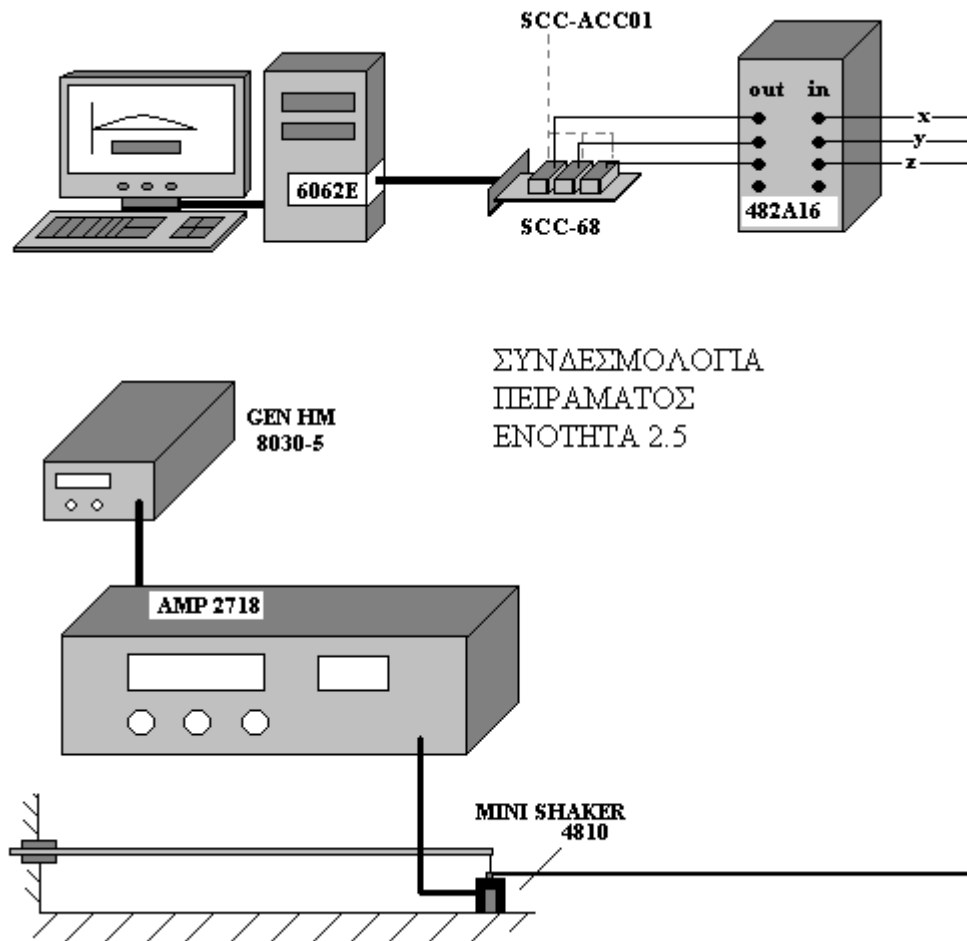 SCC-ACC01
out in
x
y
z
6062E
482A16
SCC-68
ΣΥΝΔΕΣΜΟΛΟΓΙΑ
ΠΕΙΡΑΜΑΤΟΣ
ΕΝΟΤΗΤΑ 2.5
GEN HM
8030-5
AMP 2718
MINI SHAKER
4810